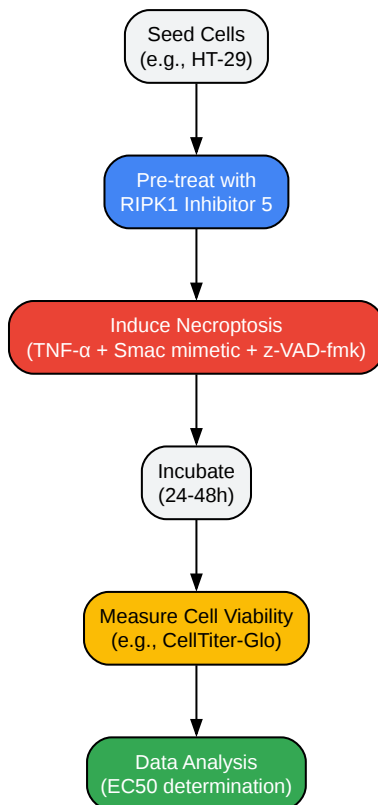 Seed Cells
(e.g., HT-29)
Pre-treat with
RIPK1 Inhibitor 5
Induce Necroptosis
(TNF-α + Smac mimetic + z-VAD-fmk)
Incubate
(24-48h)
Measure Cell Viability
(e.g., CellTiter-Glo)
Data Analysis
(EC50 determination)